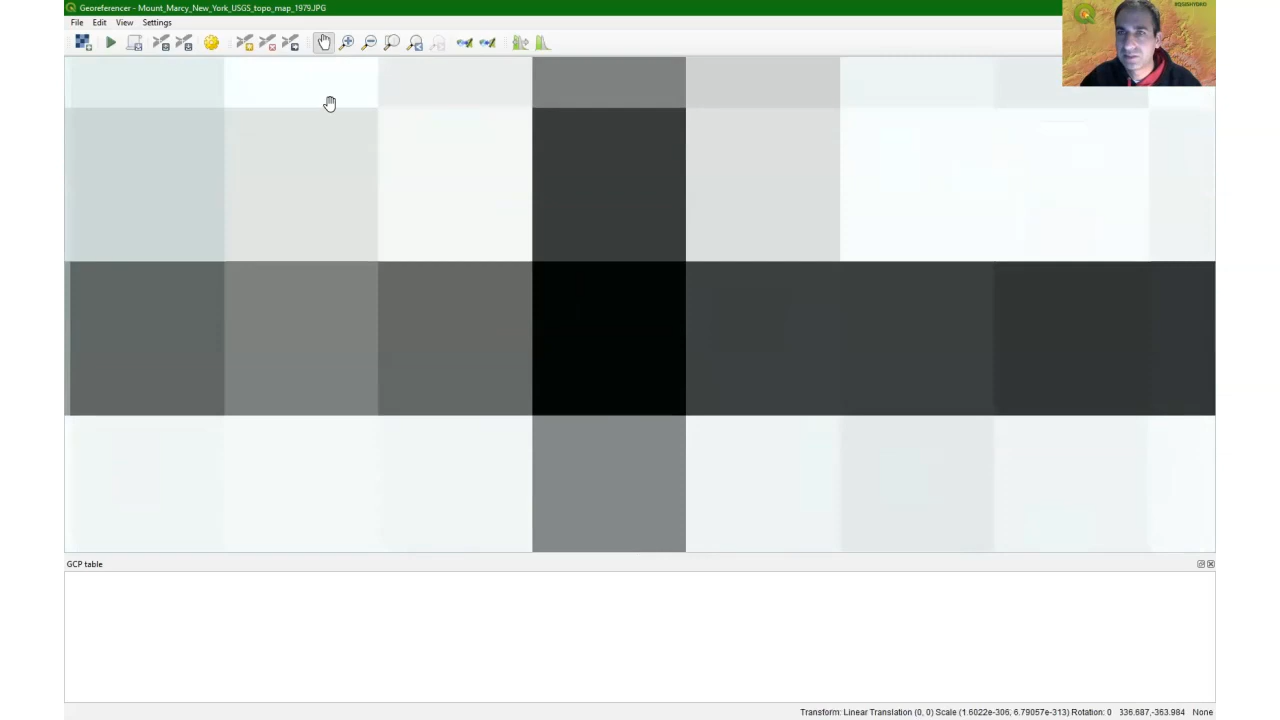 Georeferencer - Mount_Marcy_New_York_USGS_topo_map_1979.JPG
File Edit View Settings
GCP table
Transform: Linear Translation (0, 0) Scale (1.6022e-306, 6.79057e-313) Rotation: 0 336.687,-363.984 None